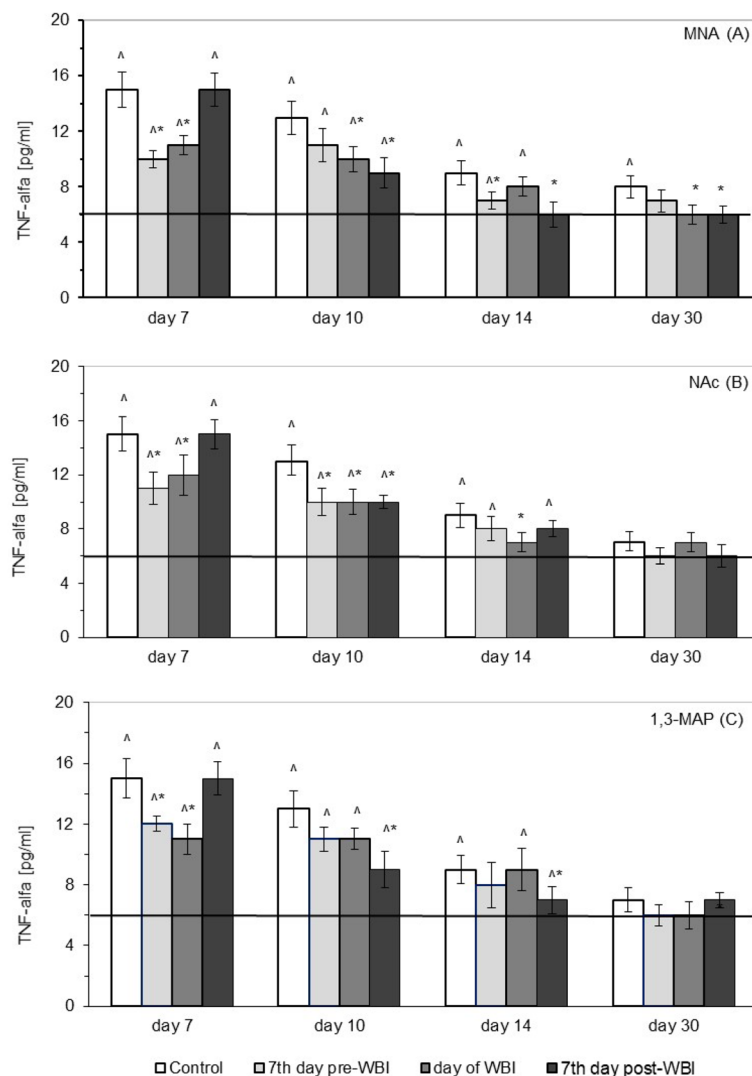 MNA (A)
TNF-alfa [pg/ml]
20
16
12
8
4
0
^ ^* ^* ^
^ ^ ^* ^*
^ ^* ^ *
^ * *
day 7 day 10 day 14 day 30
NAc (B)
TNF-alfa [pg/ml]
20
16
12
8
4
0
^ ^* ^* ^
^ ^* ^* ^*
^ ^ * ^
day 7 day 10 day 14 day 30
1,3-MAP (C)
TNF-alfa [pg/ml]
20
16
12
8
4
0
^ ^* ^* ^
^ ^ ^ ^*
^ ^ ^*
day 7 day 10 day 14 day 30
Control 7th day pre-WBI day of WBI 7th day post-WBI